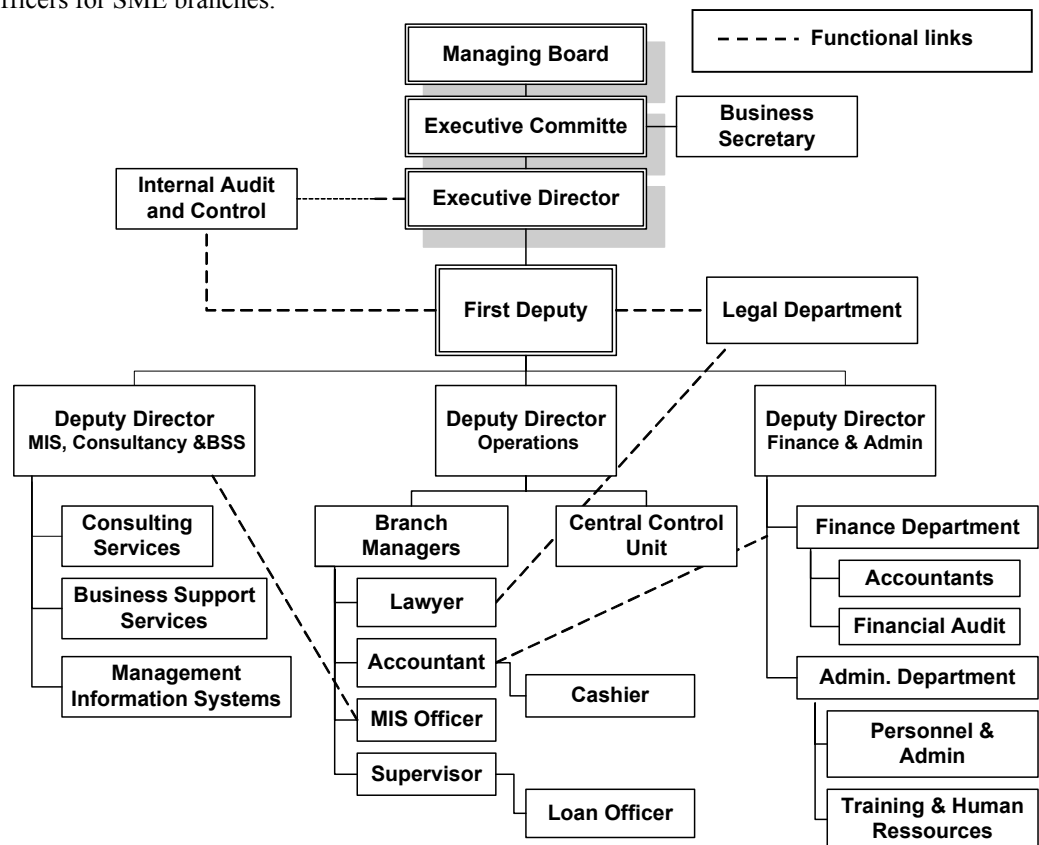 fficers for SME branches.
Managing Board
Functional links
Executive Committe
Business
Secretary
Internal Audit
and Control
Executive Director
First Deputy
Legal Department
Deputy Director
MIS, Consultancy &BSS
Deputy Director
Operations
Deputy Director
Finance & Admin
Consulting
Services
Business Support
Services
Management
Information Systems
Branch
Managers
Central Control
Unit
Lawyer
Accountant
Cashier
MIS Officer
Supervisor
Loan Officer
Finance Department
Accountants
Financial Audit
Admin. Department
Personnel &
Admin
Training & Human
Ressources